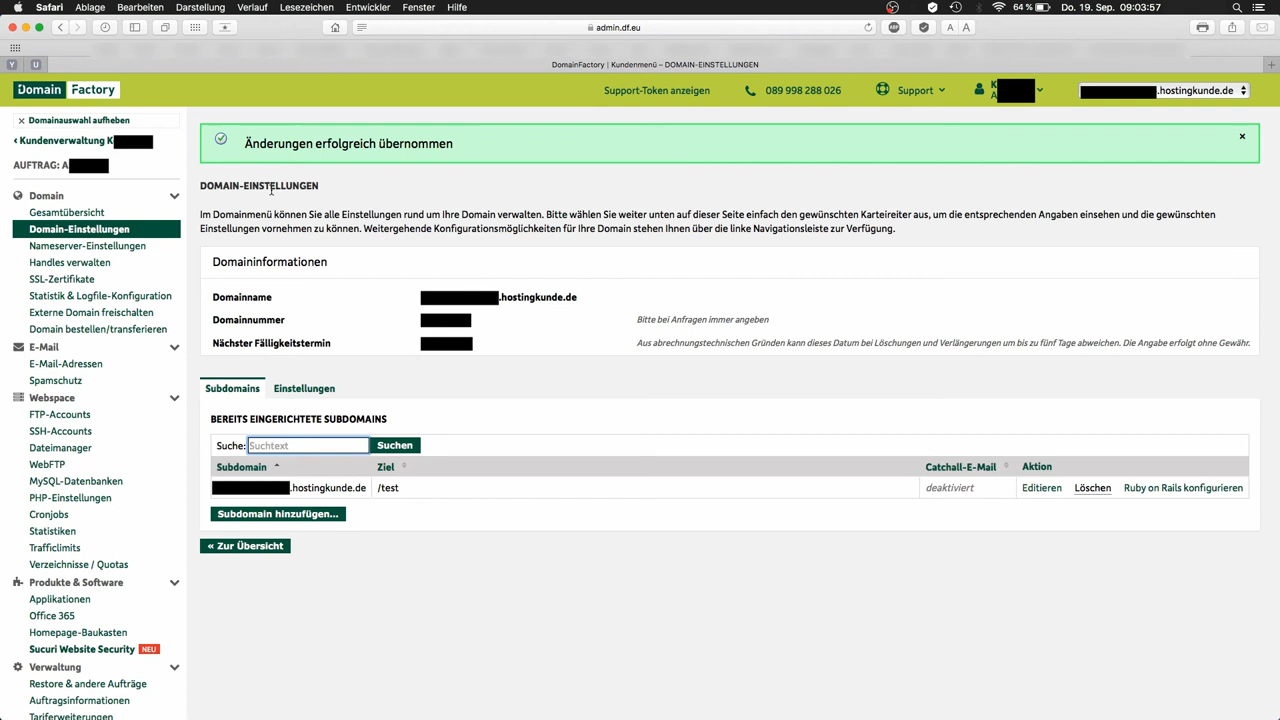 Safari Ablage Bearbeiten Darstellung Verlauf Lesezeichen Entwickler Fenster Hilfe 64 % Do. 19. Sep. 09:03:57
admin.df.eu
ABP
A A
Y U DomainFactory | Kundenmenü – DOMAIN-EINSTELLUNGEN
Domain Factory
Support-Token anzeigen 089 998 288 026 Support K .hostingkunde.de
A
Domainauswahl aufheben
Kundenverwaltung K
AUFTRAG: A
Domain
Gesamtübersicht
Domain-Einstellungen
Nameserver-Einstellungen
Handles verwalten
SSL-Zertifikate
Statistik & Logfile-Konfiguration
Externe Domain freischalten
Domain bestellen/transferieren
E-Mail
E-Mail-Adressen
Spamschutz
Webspace
FTP-Accounts
SSH-Accounts
Dateimanager
WebFTP
MySQL-Datenbanken
PHP-Einstellungen
Cronjobs
Statistiken
Trafficlimits
Verzeichnisse / Quotas
Produkte & Software
Applikationen
Office 365
Homepage-Baukasten
Sucuri Website Security NEU
Verwaltung
Restore & andere Aufträge
Auftragsinformationen
Tariferweiterungen
Änderungen erfolgreich übernommen
DOMAIN-EINSTELLUNGEN
Im Domainmenü können Sie alle Einstellungen rund um Ihre Domain verwalten. Bitte wählen Sie weiter unten auf dieser Seite einfach den gewünschten Karteireiter aus, um die entsprechenden Angaben einsehen und die gewünschten
Einstellungen vornehmen zu können. Weitergehende Konfigurationsmöglichkeiten für Ihre Domain stehen Ihnen über die linke Navigationsleiste zur Verfügung.
Domaininformationen
Domainname .hostingkunde.de
Domainnummer Bitte bei Anfragen immer angeben
Nächster Fälligkeitstermin Aus abrechnungstechnischen Gründen kann dieses Datum bei Löschungen und Verlängerungen um bis zu fünf Tage abweichen. Die Angabe erfolgt ohne Gewähr.
Subdomains Einstellungen
BEREITS EINGERICHTETE SUBDOMAINS
Suche: Suchtext Suchen
Subdomain Ziel Catchall-E-Mail Aktion
.hostingkunde.de /test deaktiviert Editieren Löschen Ruby on Rails konfigurieren
Subdomain hinzufügen...
« Zur Übersicht